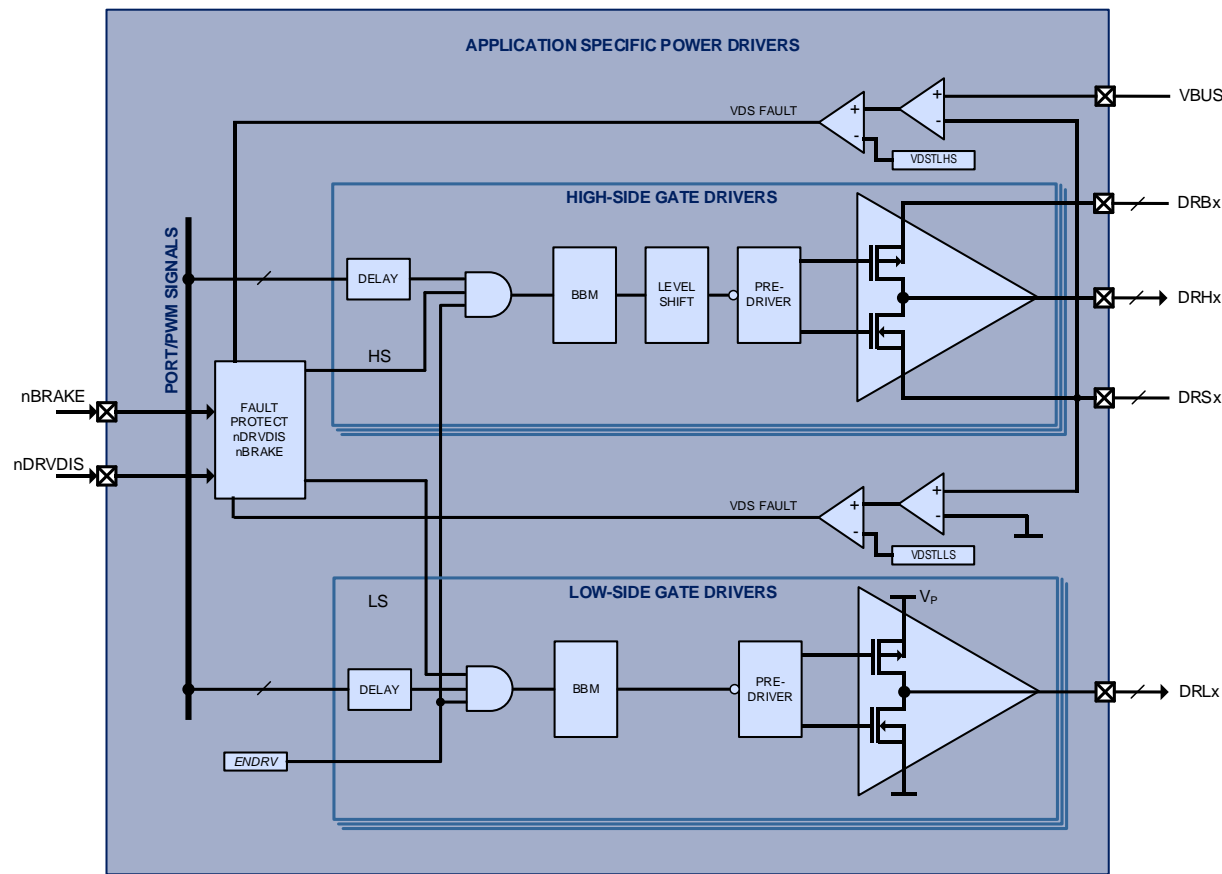 APPLICATION SPECIFIC POWER DRIVERS
VBUS
+
-
+
-
VDS FAULT
VDSTLHS
HIGH-SIDE GATE DRIVERS
DRBx
PORT/PWM SIGNALS
DELAY
BBM
LEVEL
SHIFT
PRE-
DRIVER
DRHx
HS
nBRAKE
FAULT
PROTECT
nDRVDIS
nBRAKE
DRSx
nDRVDIS
+
-
+
-
VDS FAULT
VDSTLLS
LOW-SIDE GATE DRIVERS
LS
VP
DELAY
BBM
PRE-
DRIVER
DRLx
ENDRV